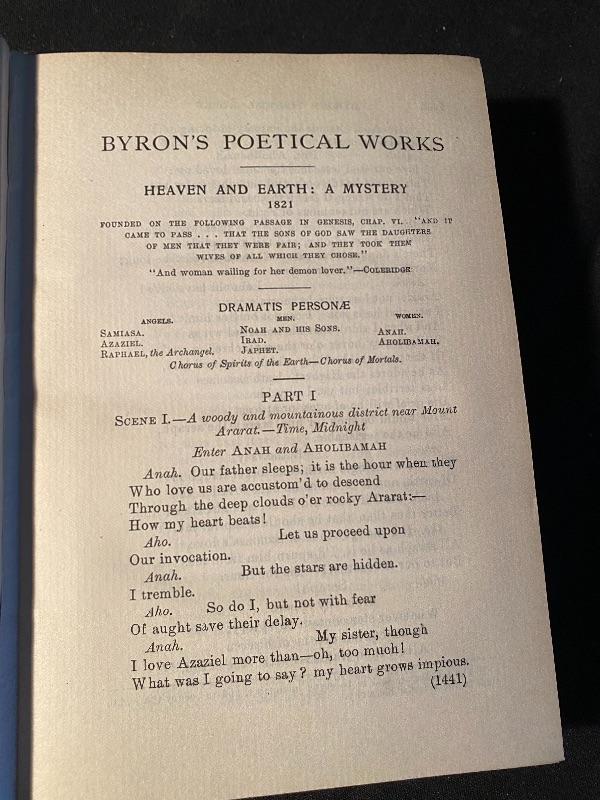 BYRON'S POETICAL WORKS
HEAVEN AND EARTH: A MYSTERY
1821
FOUNDED ON THE FOLLOWING PASSAGE IN GENESIS, CHAP. VI. "AND IT
CAME TO PASS . . . THAT THE SONS OF GOD SAW THE DAUGHTERS
OF MEN THAT THEY WERE FAIR; AND THEY TOOK THEM
WIVES OF ALL WHICH THEY CHOSE."
"And woman wailing for her demon lover."—COLERIDGE
DRAMATIS PERSONÆ
ANGELS. MEN. WOMEN.
SAMIASA. NOAH AND HIS SONS. ANAH.
AZAZIEL. IRAD. AHOLIBAMAH.
RAPHAEL, the Archangel. JAPHET.
Chorus of Spirits of the Earth—Chorus of Mortals.
PART I
SCENE I.—A woody and mountainous district near Mount
Ararat.—Time, Midnight
Enter ANAH and AHOLIBAMAH
Anah. Our father sleeps; it is the hour when they
Who love us are accustom'd to descend
Through the deep clouds o'er rocky Ararat:—
How my heart beats!
Aho. Let us proceed upon
Our invocation.
Anah. But the stars are hidden.
I tremble.
Aho. So do I, but not with fear
Of aught save their delay.
Anah. My sister, though
I love Azaziel more than—oh, too much!
What was I going to say? my heart grows impious.
(1441)